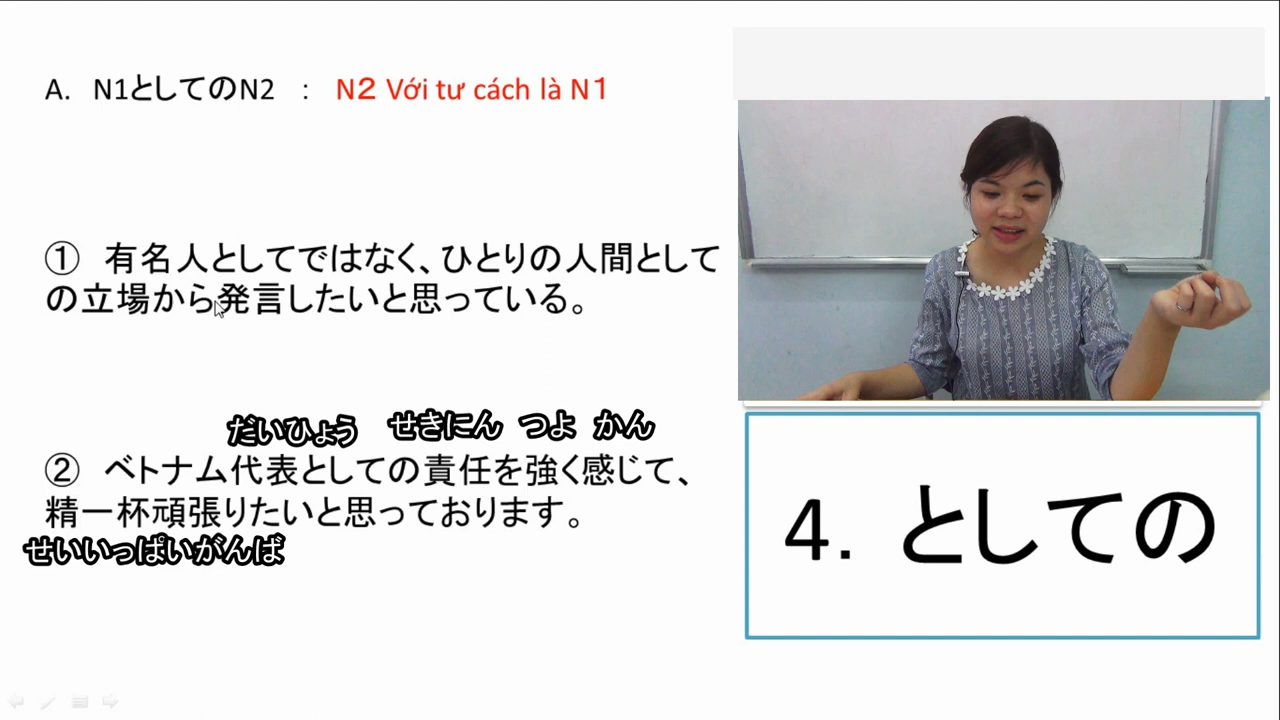 A. N1としてのN2 : N2 Với tư cách là N1
① 有名人としてではなく、ひとりの人間として
の立場から発言したいと思っている。
だいひょう せきにん つよ かん
② ベトナム代表としての責任を強く感じて、
精一杯頑張りたいと思っております。
せいいっぱいがんば
4. としての